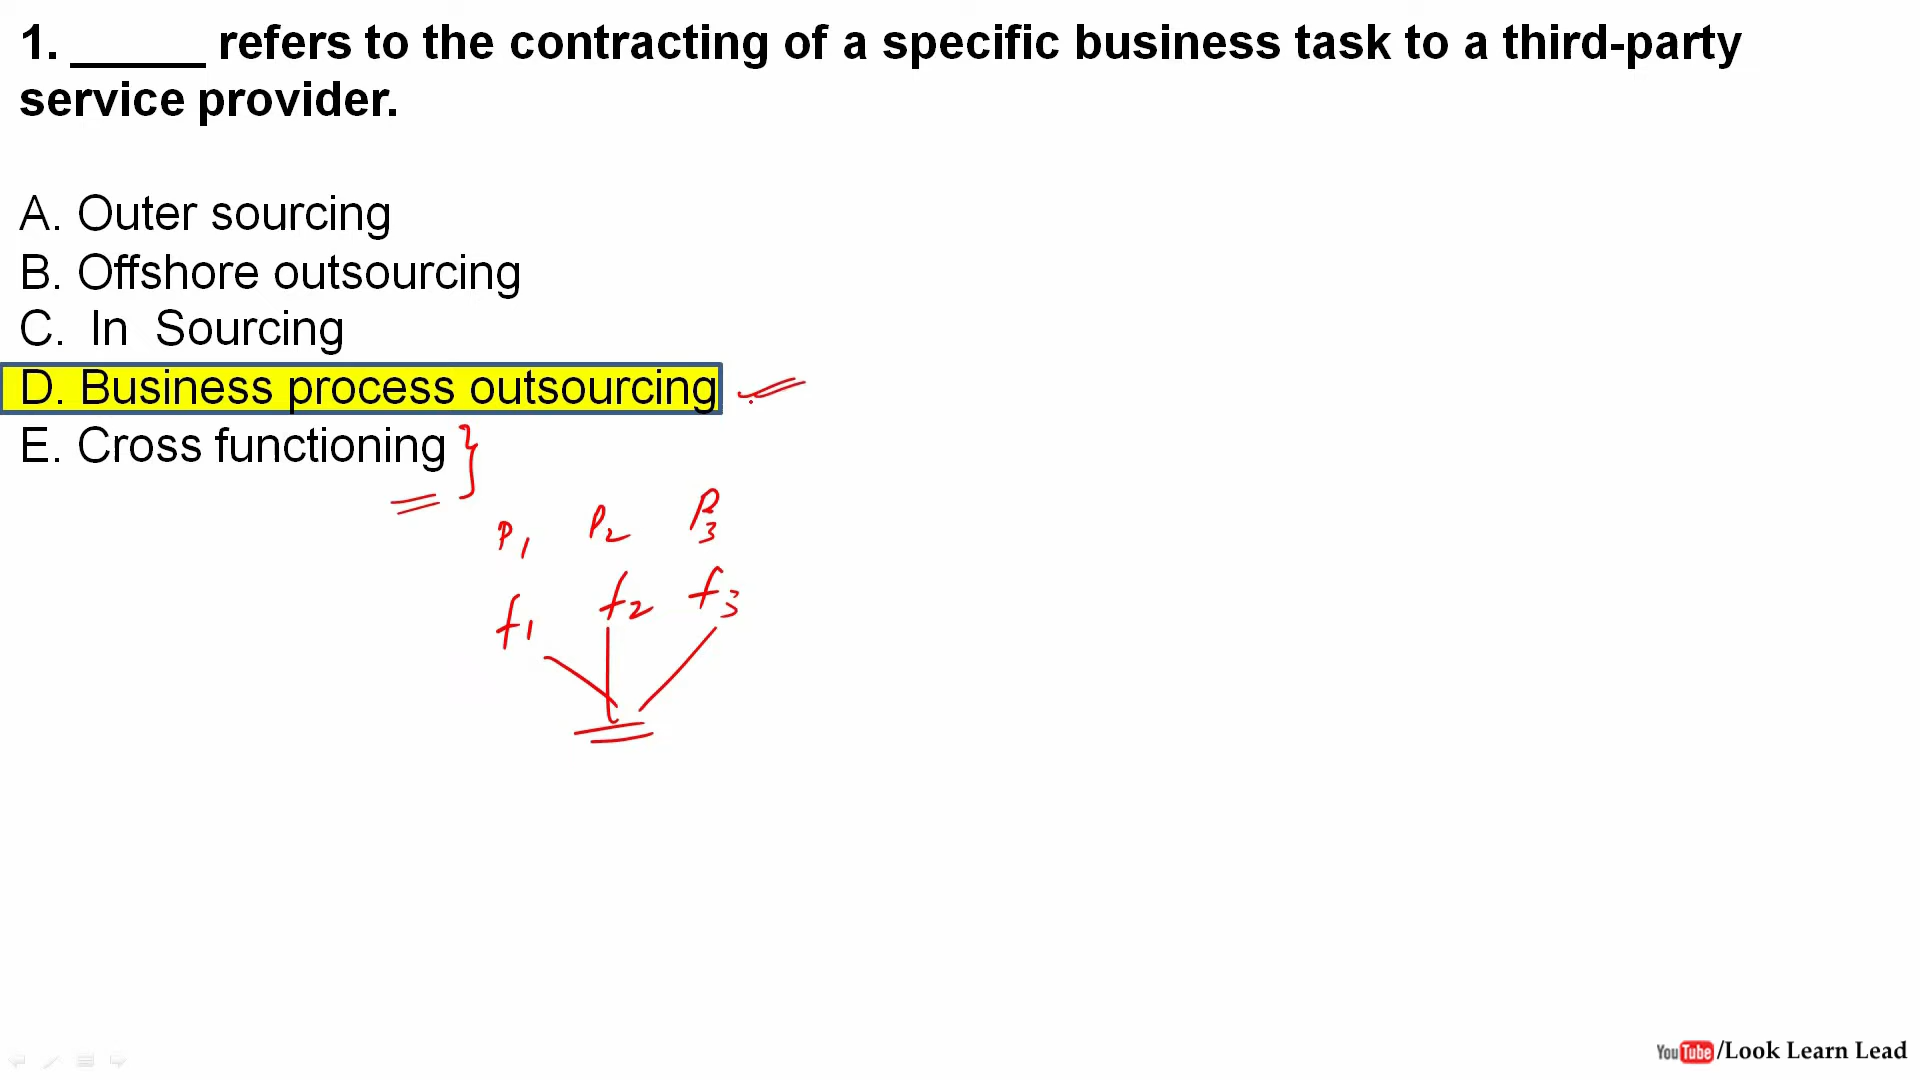 1. _____ refers to the contracting of a specific business task to a third-party
service provider.
A. Outer sourcing
B. Offshore outsourcing
C. In Sourcing
D. Business process outsourcing
E. Cross functioning
P1 P2 P3
f1 f2 f3
YouTube/Look Learn Lead